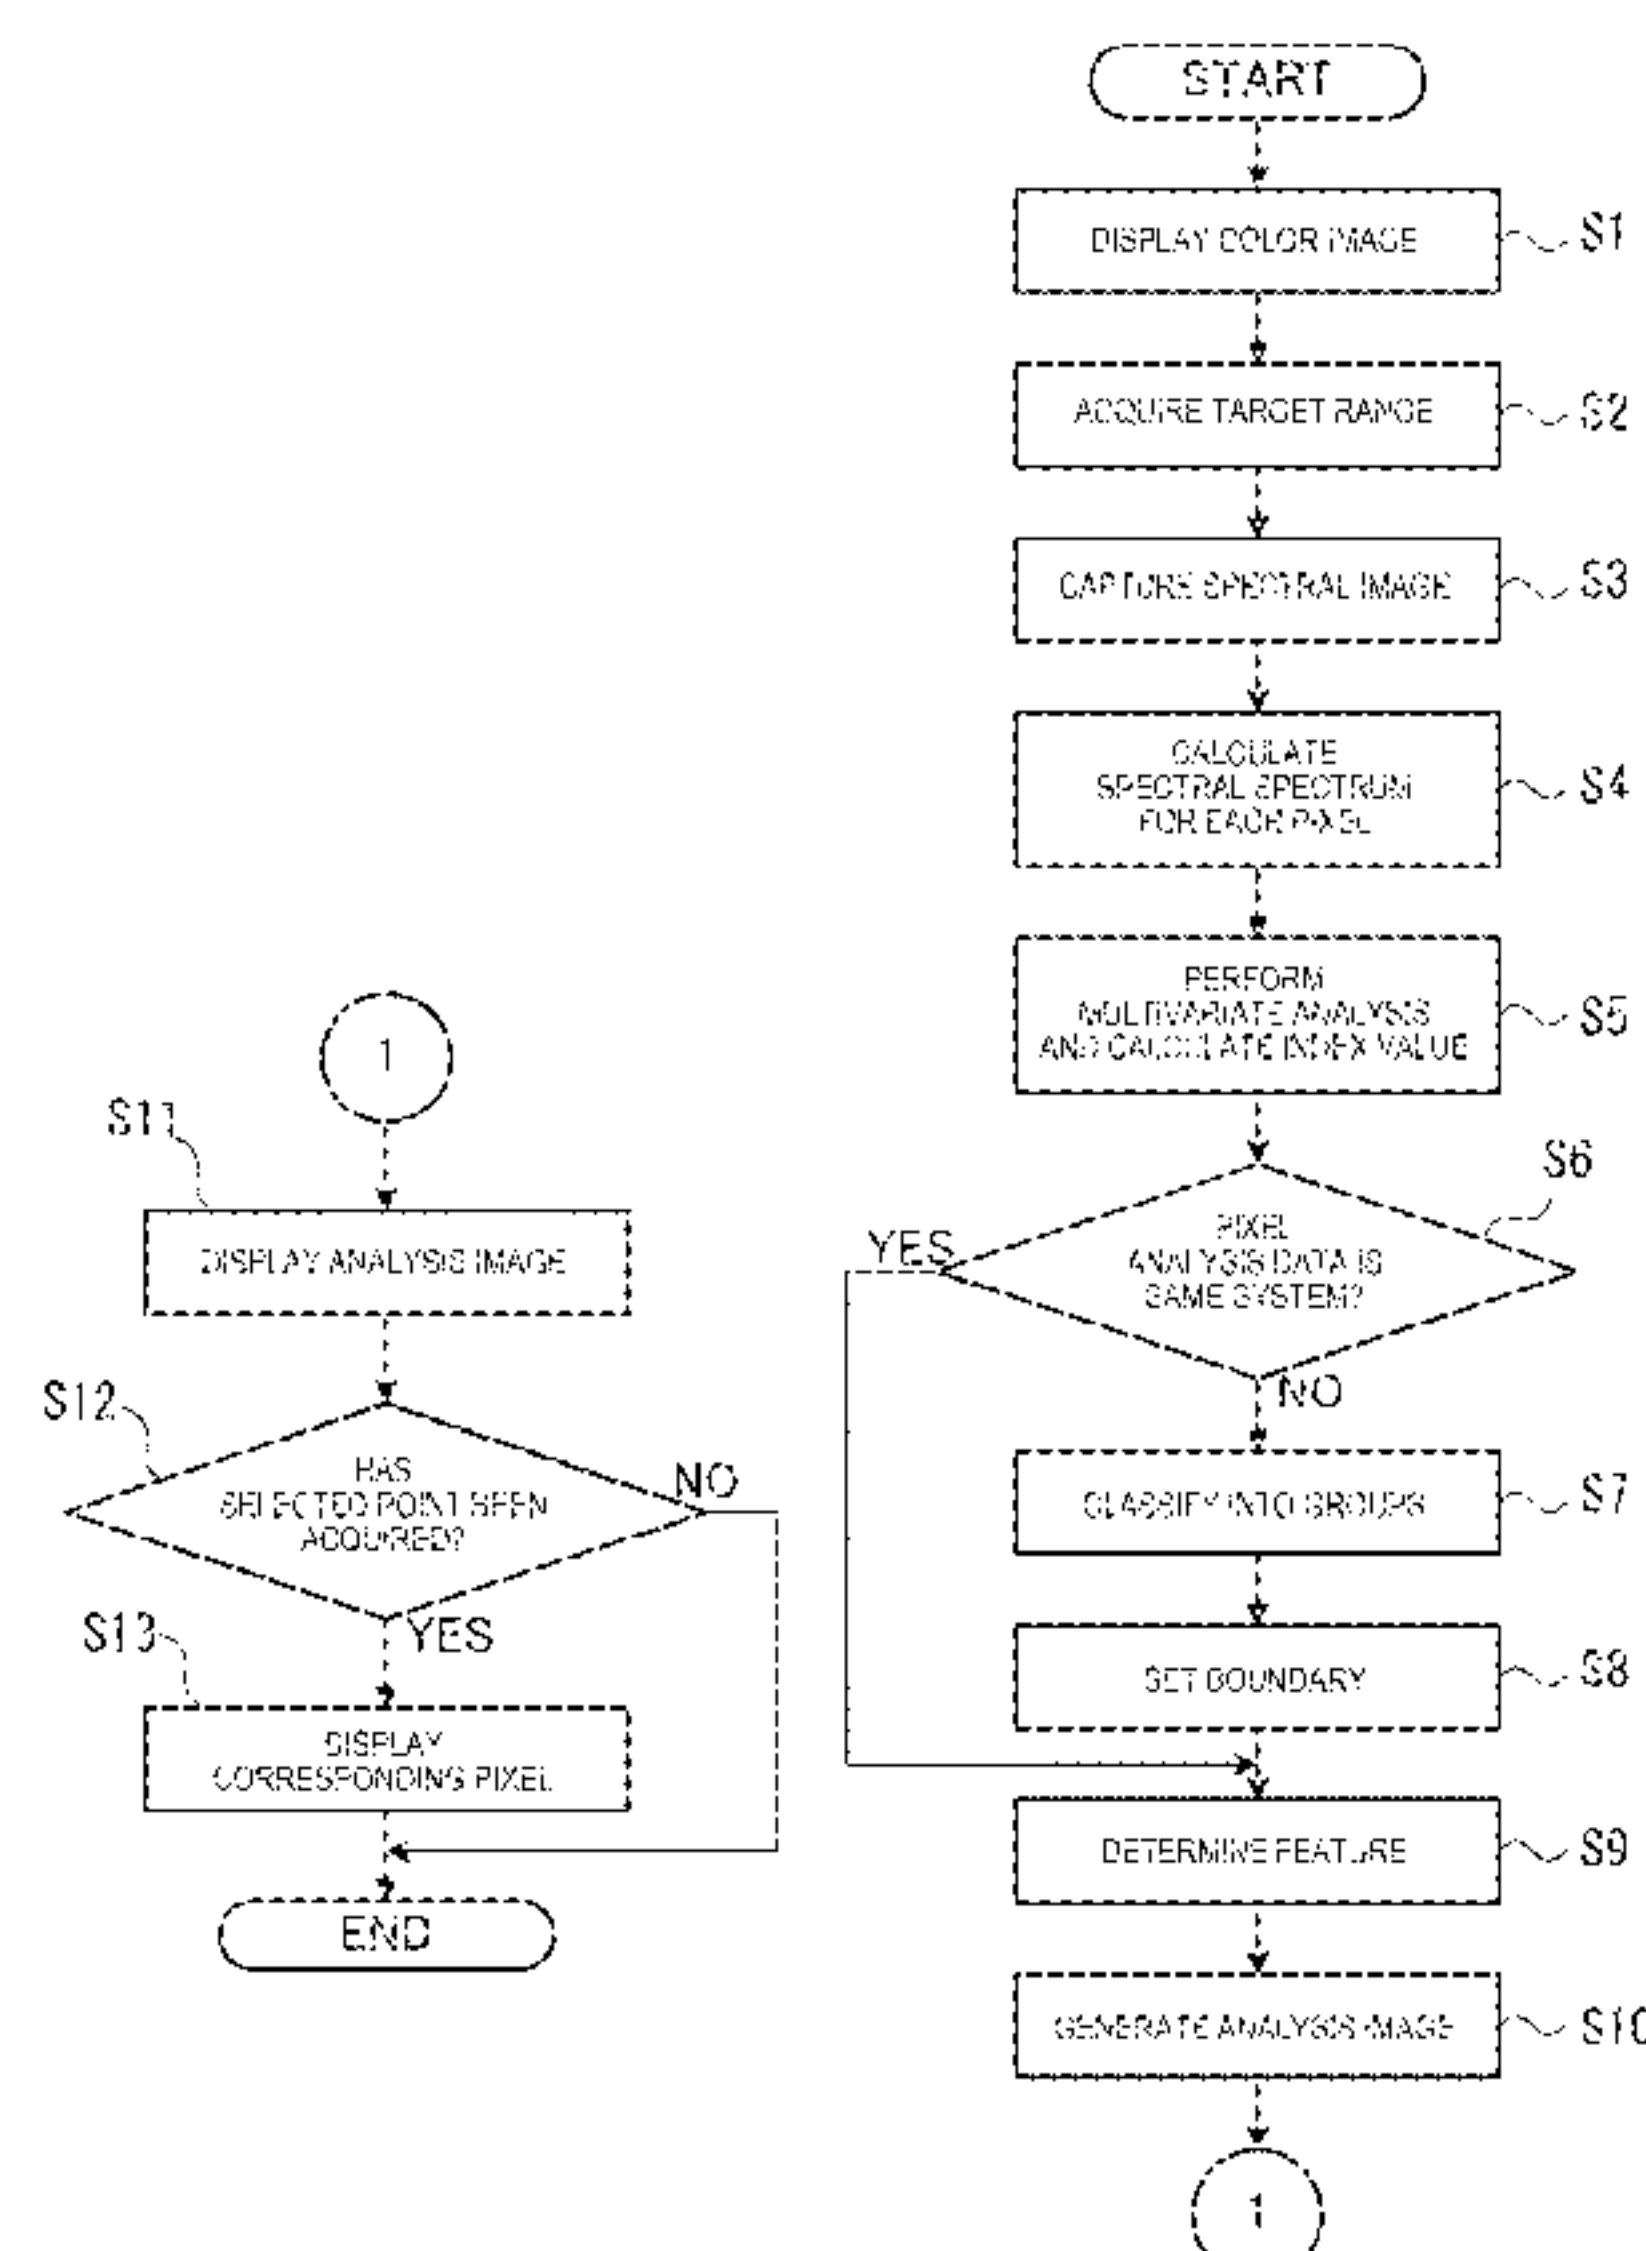 START
DISPLAY COLOR IMAGE
S1
ACQUIRE TARGET RANGE
S2
CAPTURE SPECTRAL IMAGE
S3
CALCULATE
SPECTRAL SPECTRUM
FOR EACH PIXEL
S4
PERFORM
MULTIVARIATE ANALYSIS
AND CALCULATE INDEX VALUE
S5
S6
PIXEL
ANALYSIS DATA IS
SAME SYSTEM?
YES
NO
CLASSIFY INTO GROUPS
S7
SET BOUNDARY
S8
DETERMINE FEATURE
S9
GENERATE ANALYSIS IMAGE
S10
1
1
S11
DISPLAY ANALYSIS IMAGE
S12
HAS
SELECTED POINT BEEN
ACQUIRED?
NO
YES
S13
DISPLAY
CORRESPONDING PIXEL
END